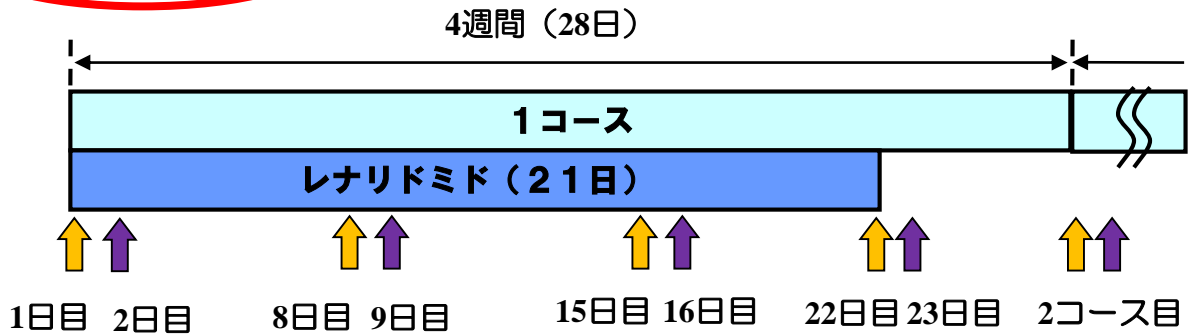 4週間（28日）
1コース
レナリドミド（２１日）
1日目 2日目 8日目 9日目 15日目 16日目 22日目 23日目 2コース目